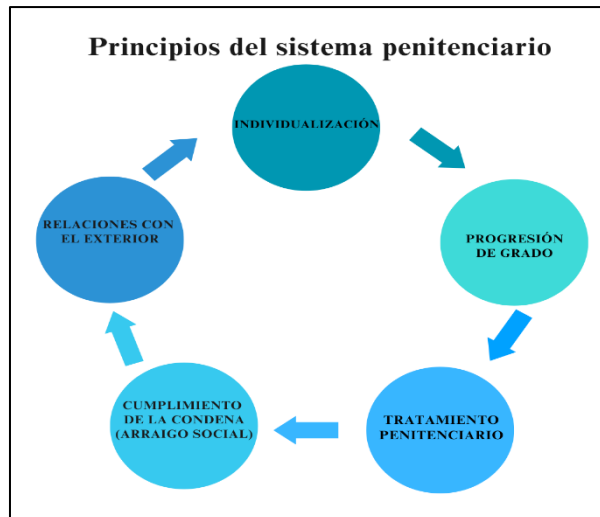 Principios del sistema penitenciario
INDIVIDUALIZACIÓN
PROGRESIÓN
DE GRADO
TRATAMIENTO
PENITENCIARIO
CUMPLIMIENTO
DE LA CONDENA
(ARRAIGO SOCIAL)
RELACIONES CON
EL EXTERIOR